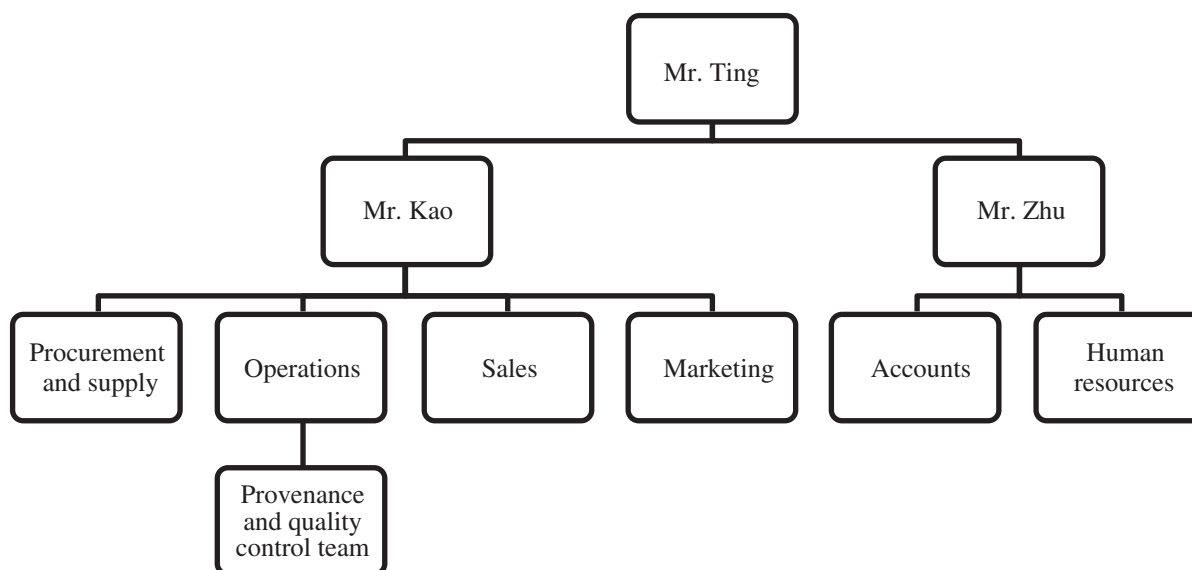 Mr. Ting
Mr. Kao
Mr. Zhu
Procurement
and supply
Operations
Sales
Marketing
Accounts
Human
resources
Provenance
and quality
control team